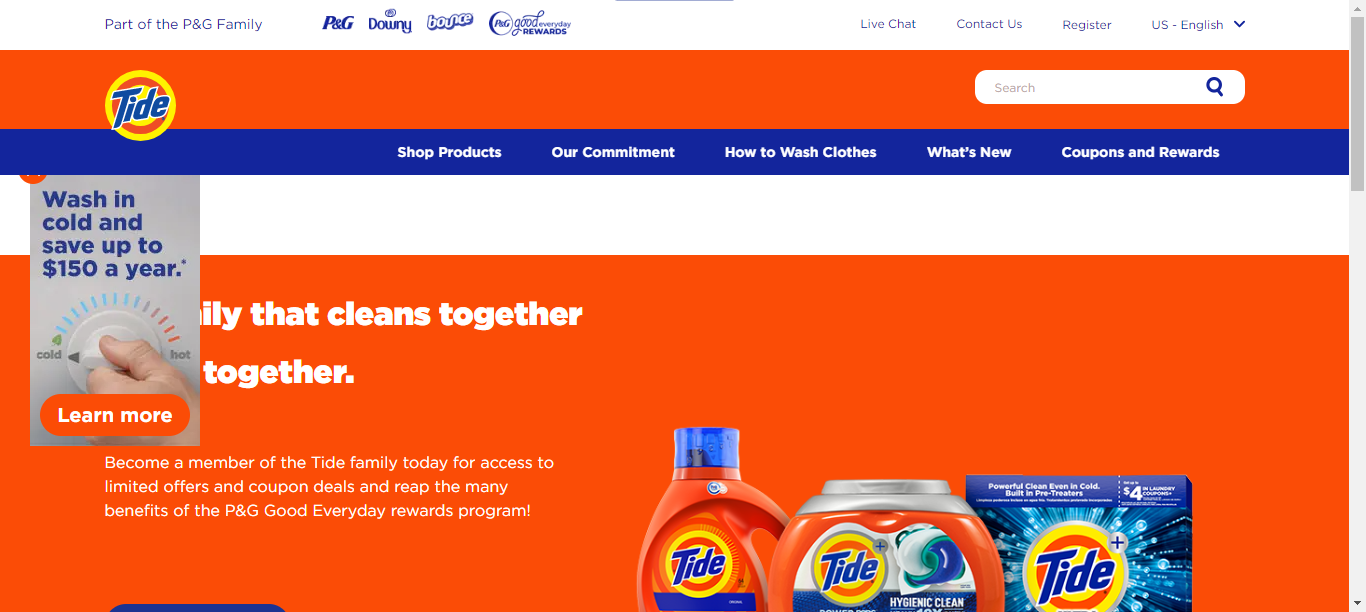 Part of the P&G Family
P&G
Downy
bounce
P&G good everyday
REWARDS
Live Chat
Contact Us
Register
US - English
Tide
Search
Shop Products
Our Commitment
How to Wash Clothes
What's New
Coupons and Rewards
Wash in
cold and
save up to
$150 a year.*
cold
hot
Learn more
ily that cleans together
together.
Become a member of the Tide family today for access to
limited offers and coupon deals and reap the many
benefits of the P&G Good Everyday rewards program!
Tide
ORIGINAL
Tide+
HYGIENIC CLEAN
POWER PODS
Powerful Clean Even in Cold.
Built in Pre-Treaters
$4 IN LAUNDRY
COUPONS*
Tide+